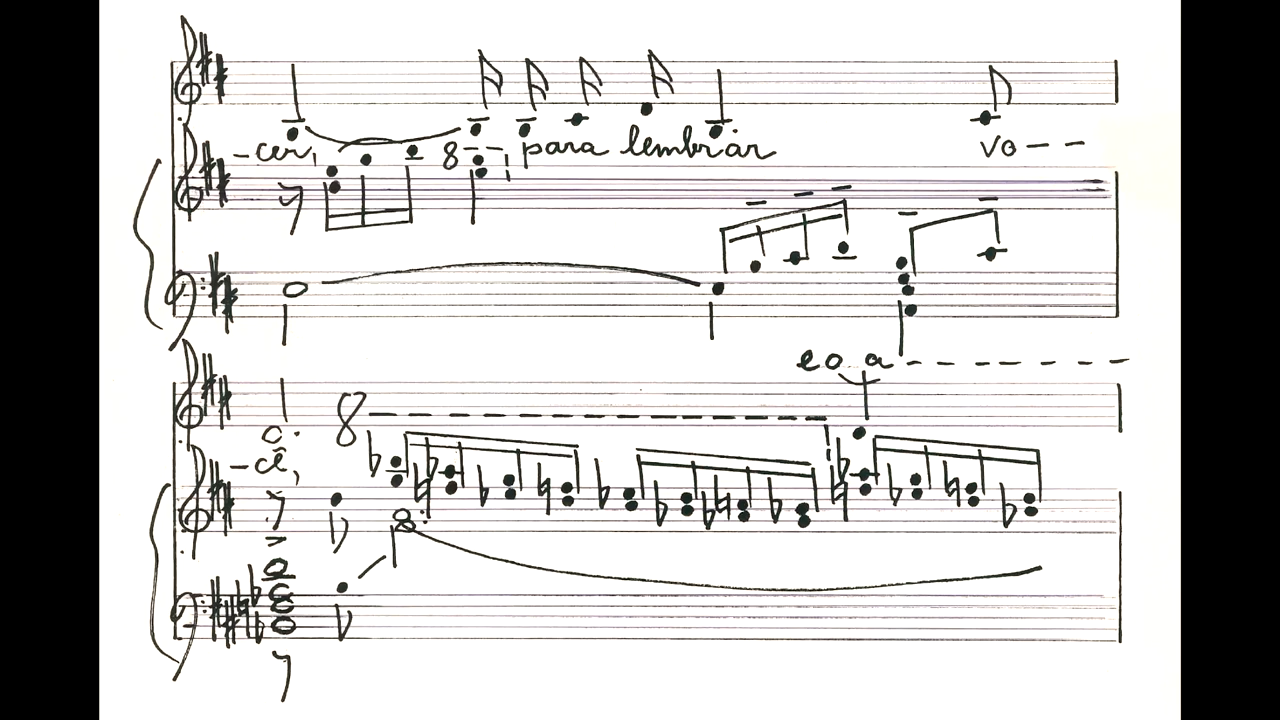 -cer, 8--- para lembrar vo---
eo a
8
-cê,